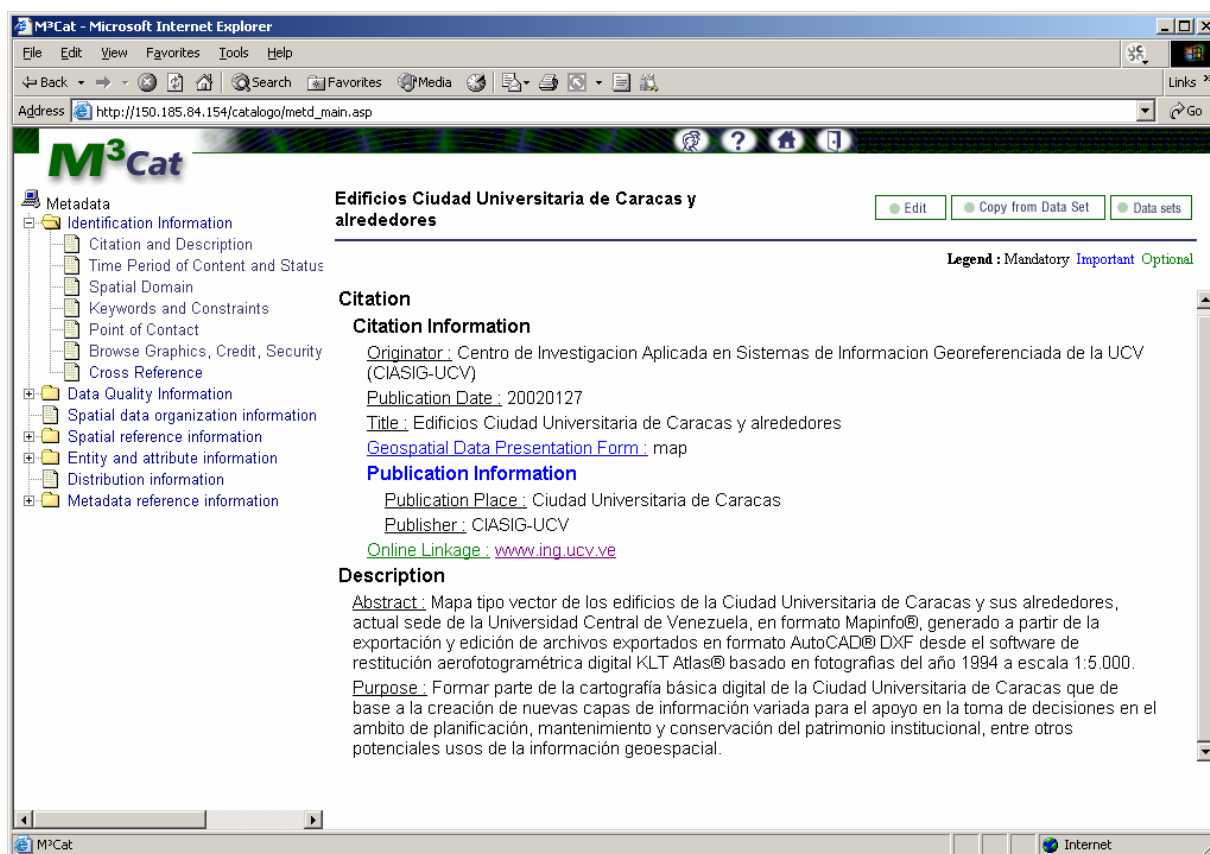 M³Cat - Microsoft Internet Explorer
File Edit View Favorites Tools Help
Back Search Favorites Media Links »
Address http://150.185.84.154/catalogo/metd_main.asp Go
M³Cat ?
Metadata
Identification Information
Citation and Description
Time Period of Content and Status
Spatial Domain
Keywords and Constraints
Point of Contact
Browse Graphics, Credit, Security
Cross Reference
Data Quality Information
Spatial data organization information
Spatial reference information
Entity and attribute information
Distribution information
Metadata reference information
Edificios Ciudad Universitaria de Caracas y
alrededores
Edit Copy from Data Set Data sets
Legend : Mandatory Important Optional
Citation
Citation Information
Originator : Centro de Investigacion Aplicada en Sistemas de Informacion Georeferenciada de la UCV
(CIASIG-UCV)
Publication Date : 20020127
Title : Edificios Ciudad Universitaria de Caracas y alrededores
Geospatial Data Presentation Form : map
Publication Information
Publication Place : Ciudad Universitaria de Caracas
Publisher : CIASIG-UCV
Online Linkage : www.ing.ucv.ve
Description
Abstract : Mapa tipo vector de los edificios de la Ciudad Universitaria de Caracas y sus alrededores,
actual sede de la Universidad Central de Venezuela, en formato Mapinfo®, generado a partir de la
exportación y edición de archivos exportados en formato AutoCAD® DXF desde el software de
restitución aerofotogramétrica digital KLT Atlas® basado en fotografias del año 1994 a escala 1:5.000.
Purpose : Formar parte de la cartografía básica digital de la Ciudad Universitaria de Caracas que de
base a la creación de nuevas capas de información variada para el apoyo en la toma de decisiones en el
ambito de planificación, mantenimiento y conservación del patrimonio institucional, entre otros
potenciales usos de la información geoespacial.
M³Cat Internet